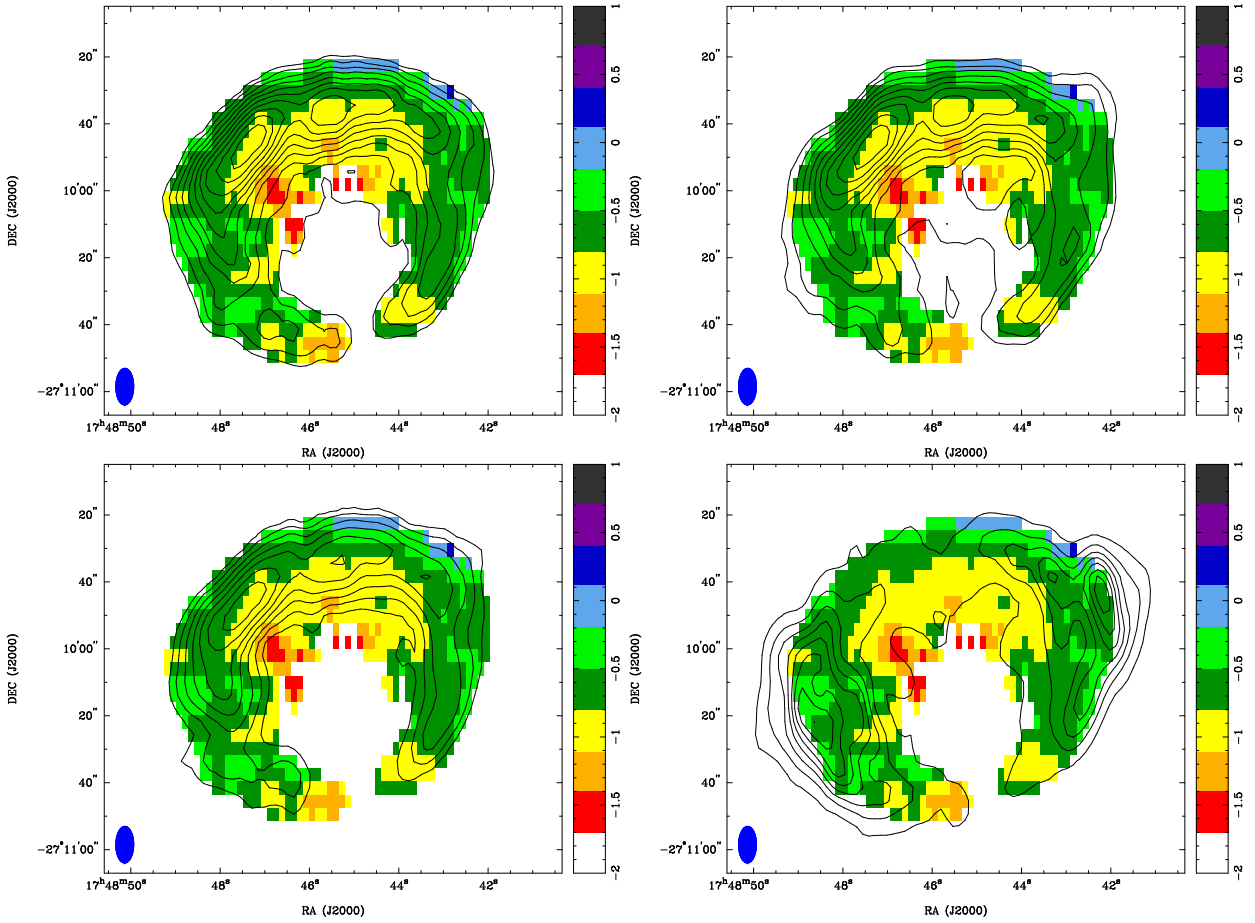 20″
40″
10′00″
20″
40″
−27°11′00″
17ʰ48ᵐ50ˢ
48ˢ
46ˢ
44ˢ
42ˢ
RA (J2000)
DEC (J2000)
1
0.5
0
−0.5
−1
−1.5
−2
20″
40″
10′00″
20″
40″
−27°11′00″
17ʰ48ᵐ50ˢ
48ˢ
46ˢ
44ˢ
42ˢ
RA (J2000)
DEC (J2000)
1
0.5
0
−0.5
−1
−1.5
−2
20″
40″
10′00″
20″
40″
−27°11′00″
17ʰ48ᵐ50ˢ
48ˢ
46ˢ
44ˢ
42ˢ
RA (J2000)
DEC (J2000)
1
0.5
0
−0.5
−1
−1.5
−2
20″
40″
10′00″
20″
40″
−27°11′00″
17ʰ48ᵐ50ˢ
48ˢ
46ˢ
44ˢ
42ˢ
RA (J2000)
DEC (J2000)
1
0.5
0
−0.5
−1
−1.5
−2